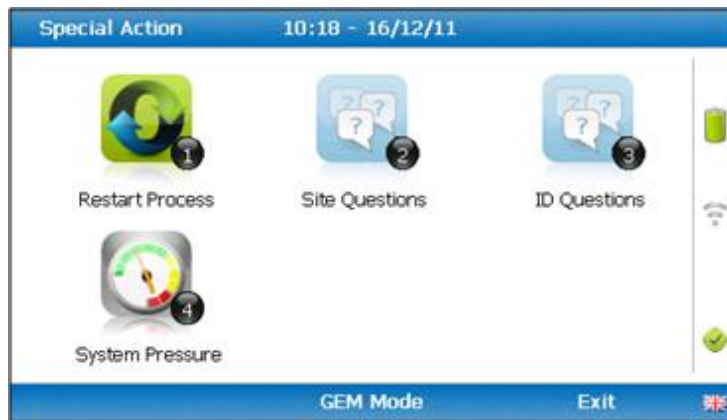 Special Action 10:18 - 16/12/11
1 2 3
Restart Process Site Questions ID Questions
4
System Pressure
GEM Mode Exit